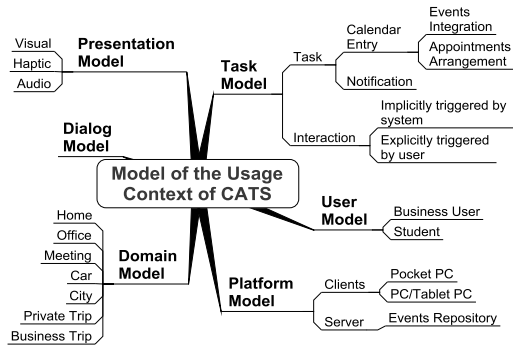 Presentation
Model
Visual
Haptic
Audio
Dialog
Model
Model of the Usage
Context of CATS
Domain
Model
Home
Office
Meeting
Car
City
Private Trip
Business Trip
Task
Model
Task
Calendar
Entry
Events
Integration
Appointments
Arrangement
Notification
Interaction
Implicitly triggered by
system
Explicitly triggered
by user
User
Model
Business User
Student
Platform
Model
Clients
Pocket PC
PC/Tablet PC
Server
Events Repository